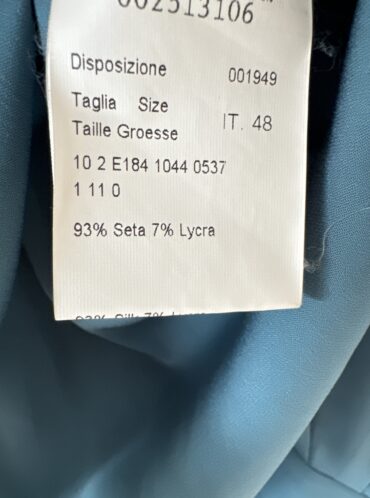 002513106
Disposizione 001949
Taglia Size
Taille Groesse IT. 48
10 2 E184 1044 0537
1 11 0
93% Seta 7% Lycra